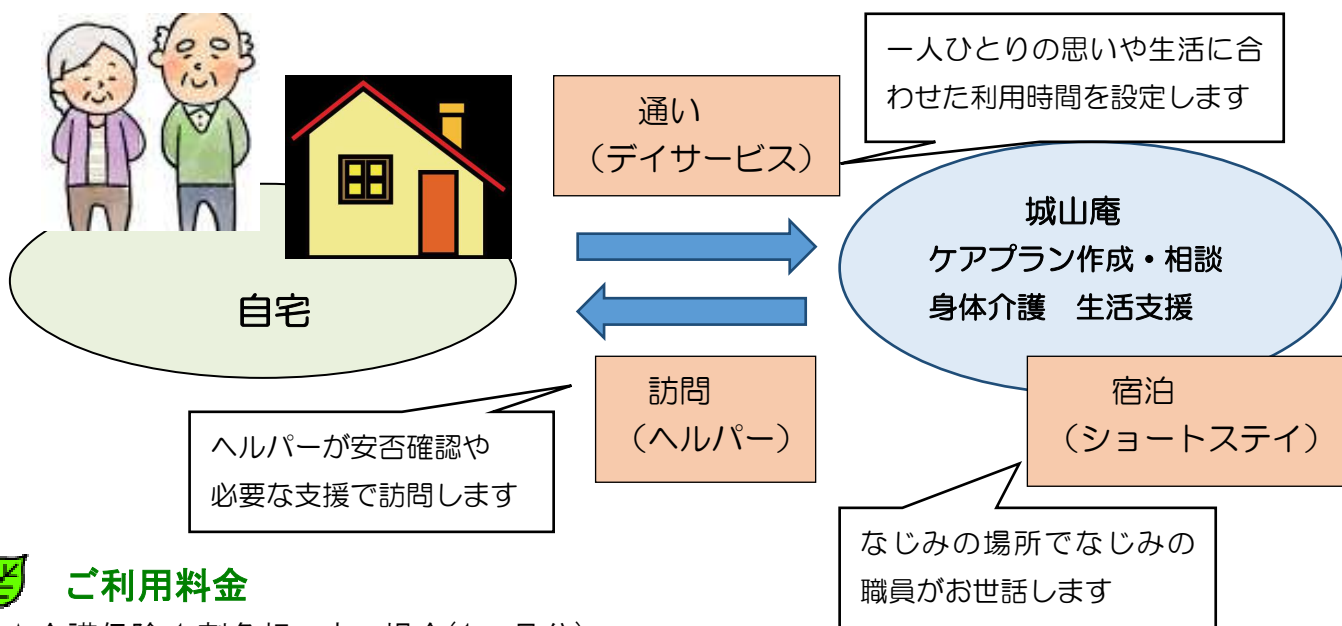 一人ひとりの思いや生活に合
わせた利用時間を設定します
通い
（デイサービス）
城山庵
ケアプラン作成・相談
身体介護　生活支援
自宅
訪問
（ヘルパー）
宿泊
（ショートステイ）
ヘルパーが安否確認や
必要な支援で訪問します
なじみの場所でなじみの
職員がお世話します
ご利用料金